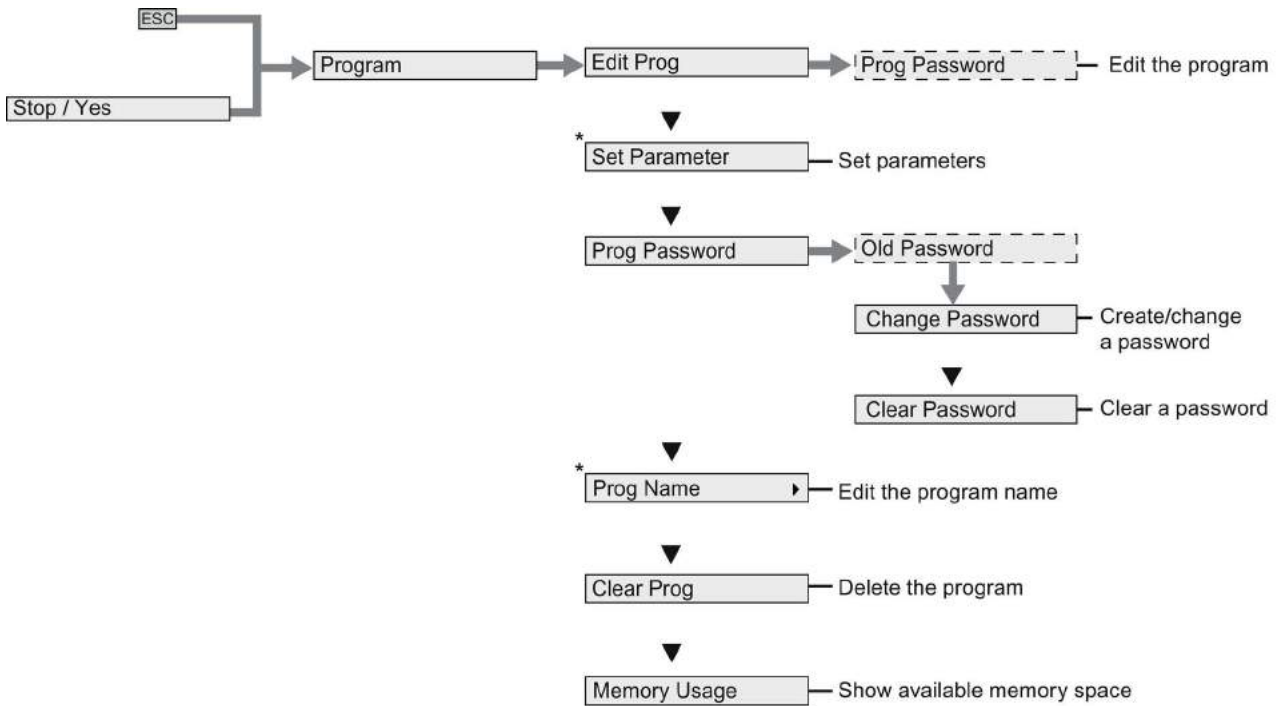 ESC
Program
Edit Prog
Prog Password
Edit the program
Stop / Yes
*
Set Parameter
Set parameters
Prog Password
Old Password
Change Password
Create/change
a password
Clear Password
Clear a password
*
Prog Name
Edit the program name
Clear Prog
Delete the program
Memory Usage
Show available memory space